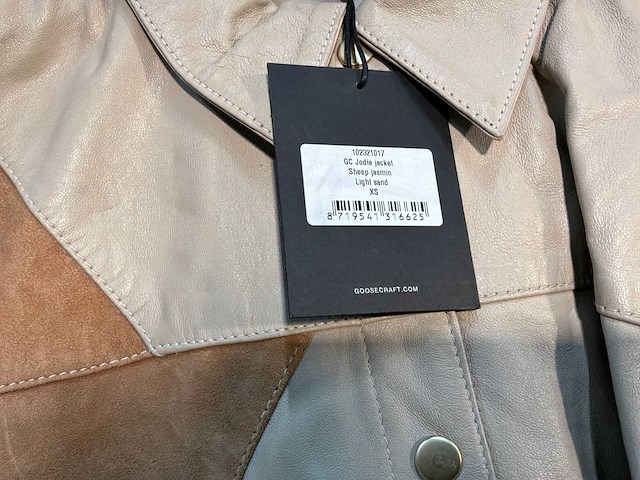 102321017
GC Jodie jacket
Sheep jasmin
Light sand
XS
8 719541 316625
GOOSECRAFT.COM